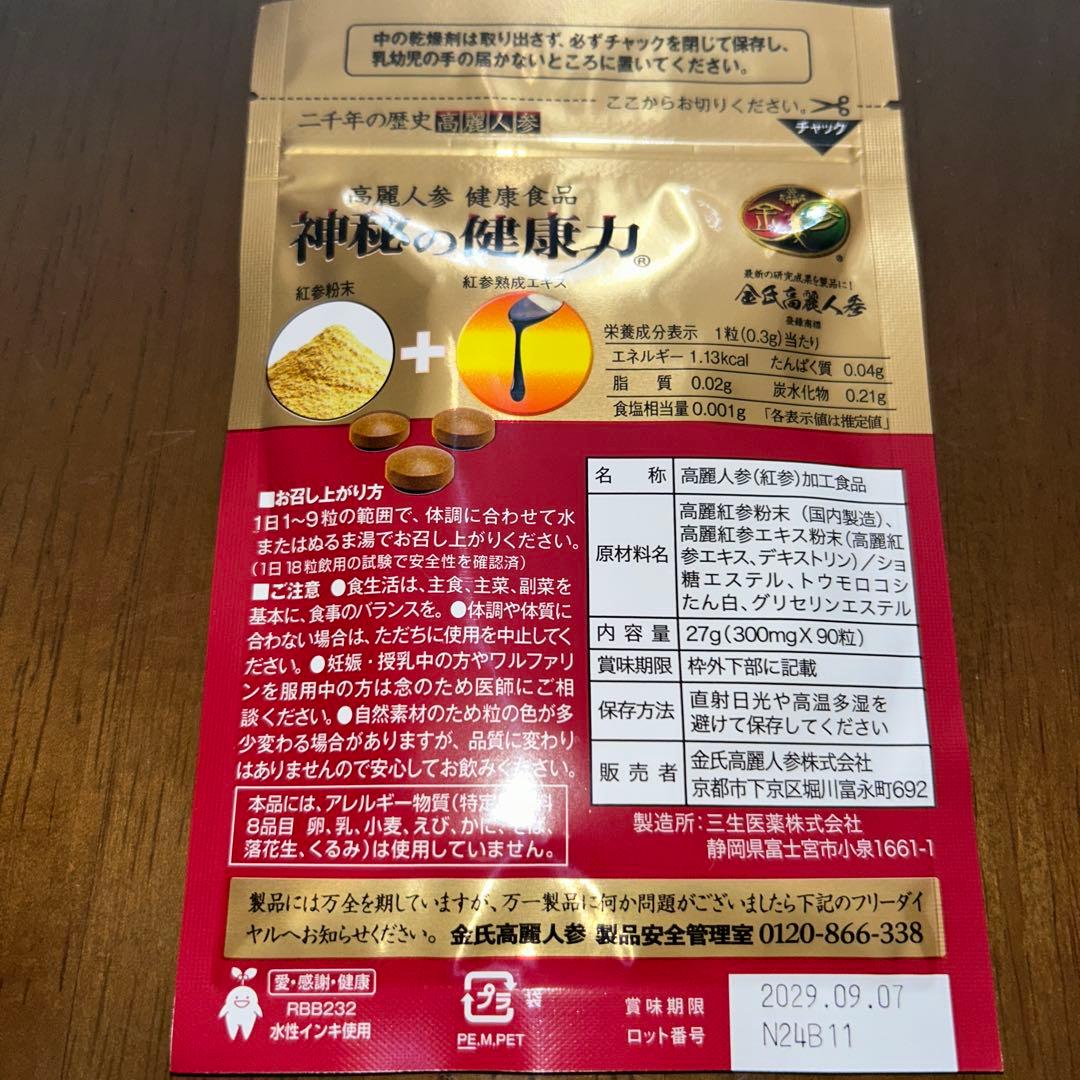 中の乾燥剤は取り出さず、必ずチャックを閉じて保存し、
乳幼児の手の届かないところに置いてください。
ここからお切りください。
チャック
二千年の歴史 高麗人参
高麗人参 健康食品
神秘の健康力®
金氏
最新の研究成果を製品に!
金氏高麗人参
登録商標
紅参粉末
紅参熟成エキス
+
栄養成分表示 1粒(0.3g)当たり
エネルギー 1.13kcal たんぱく質 0.04g
脂質 0.02g 炭水化物 0.21g
食塩相当量 0.001g 「各表示値は推定値」
■お召し上がり方
1日1~9粒の範囲で、体調に合わせて水
またはぬるま湯でお召し上がりください。
(1日18粒飲用の試験で安全性を確認済)
■ご注意 ●食生活は、主食、主菜、副菜を
基本に、食事のバランスを。●体調や体質に
合わない場合は、ただちに使用を中止してく
ださい。●妊娠・授乳中の方やワルファリ
ンを服用中の方は念のため医師にご相
談ください。●自然素材のため粒の色が多
少変わる場合がありますが、品質に変わり
はありませんので安心してお飲みください。
本品には、アレルギー物質(特定 料
8品目 卵、乳、小麦、えび、かに、そば、
落花生、くるみ)は使用していません。
名称 高麗人参(紅参)加工食品
原材料名 高麗紅参粉末(国内製造)、
高麗紅参エキス粉末(高麗紅
参エキス、デキストリン)/ショ
糖エステル、トウモロコシ
たん白、グリセリンエステル
内容量 27g(300mgX90粒)
賞味期限 枠外下部に記載
保存方法 直射日光や高温多湿を
避けて保存してください
販売者 金氏高麗人参株式会社
京都市下京区堀川富永町692
製造所:三生医薬株式会社
静岡県富士宮市小泉1661-1
製品には万全を期していますが、万一製品に何か問題がございましたら下記のフリーダイ
ヤルへお知らせください。金氏高麗人参 製品安全管理室 0120-866-338
愛・感謝・健康
RBB232
水性インキ使用
プラ
袋
PE,M,PET
賞味期限 2029.09.07
ロット番号 N24B11